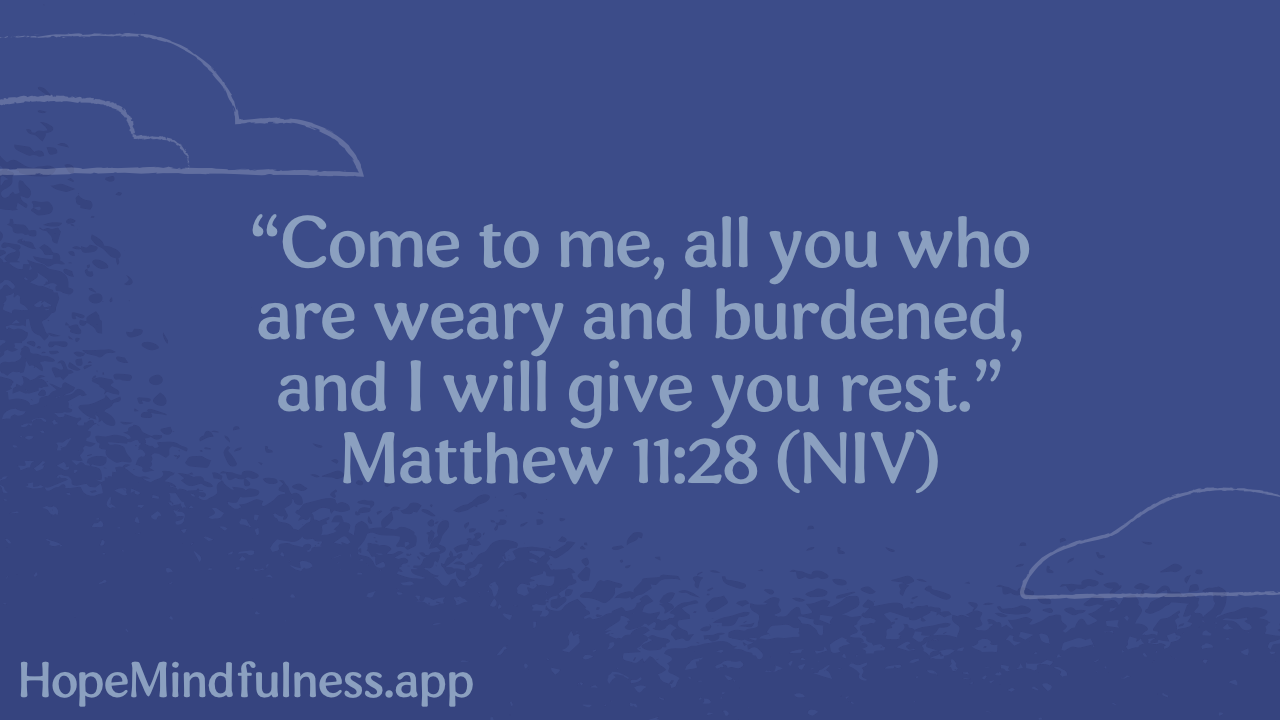 “Come to me, all you who
are weary and burdened,
and I will give you rest.”
Matthew 11:28 (NIV)
HopeMindfulness.app